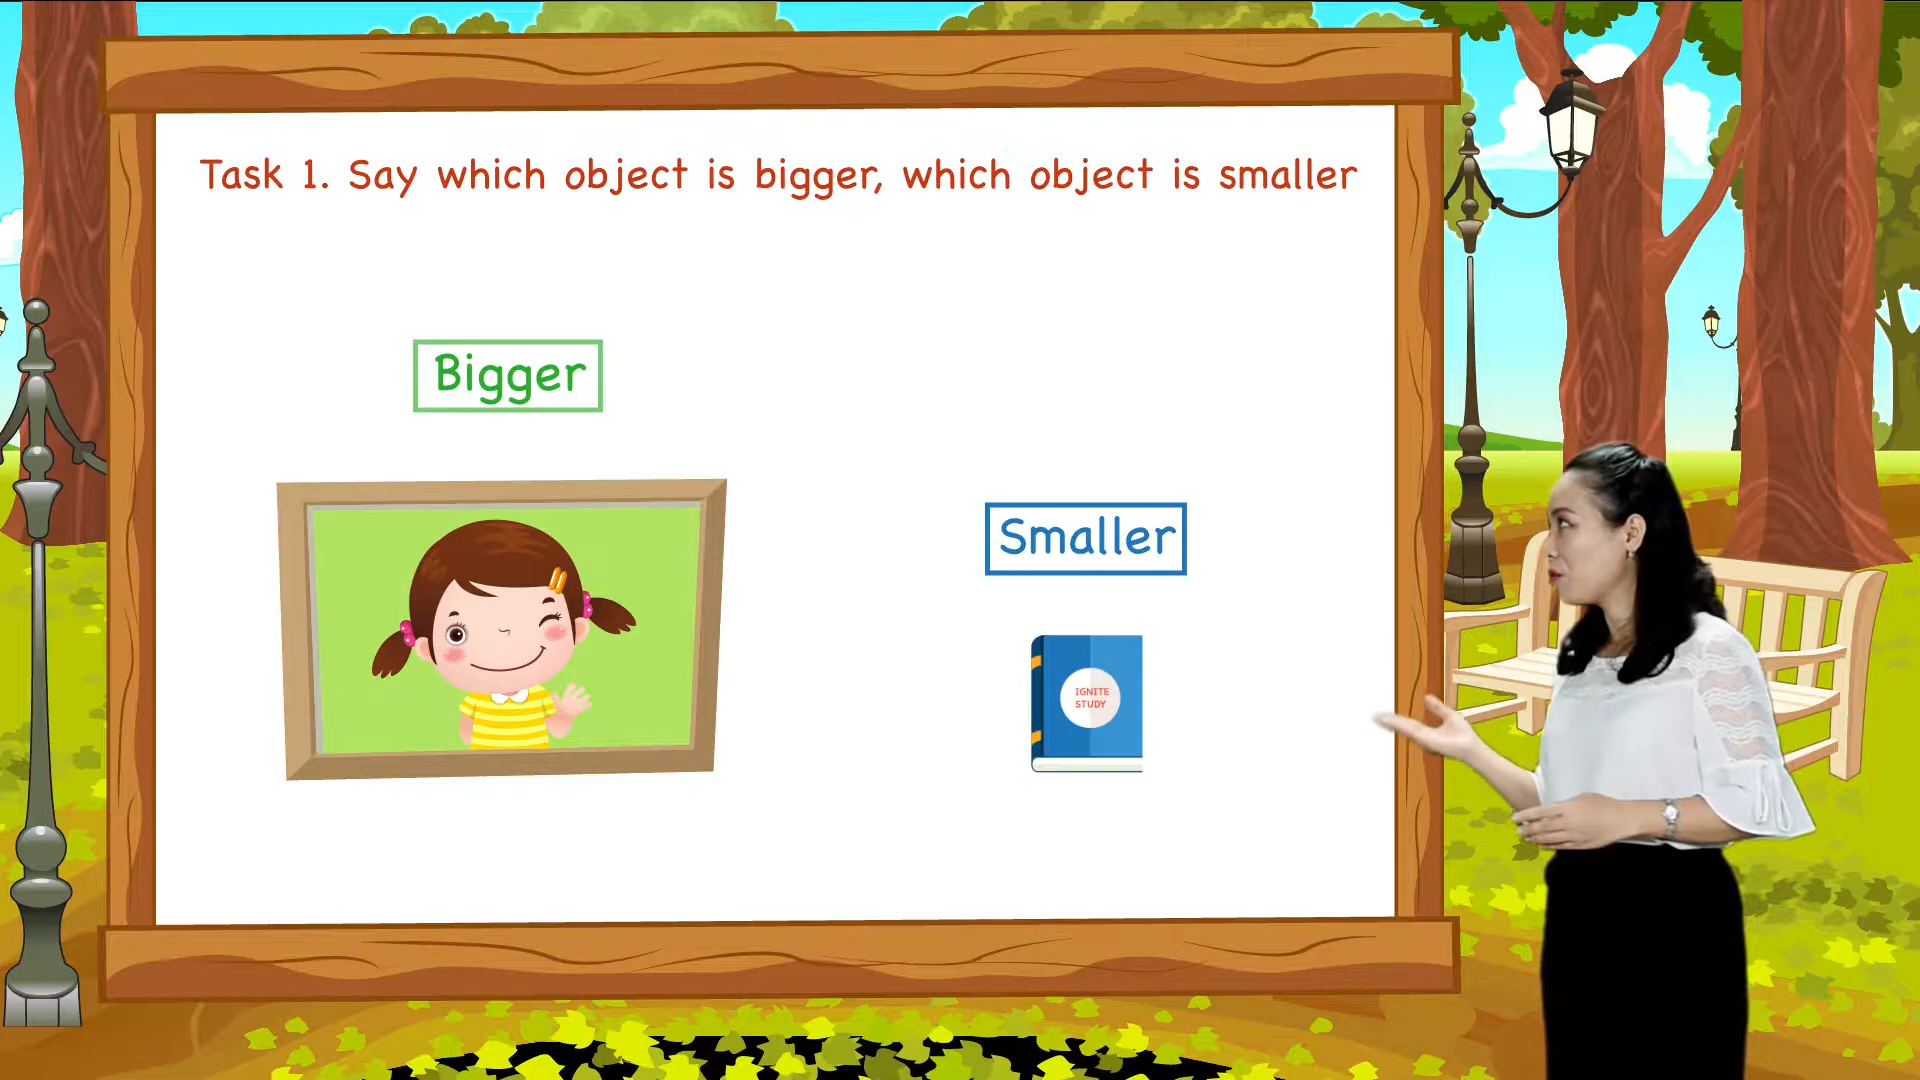 Task 1. Say which object is bigger, which object is smaller
Bigger
Smaller
IGNITE
STUDY